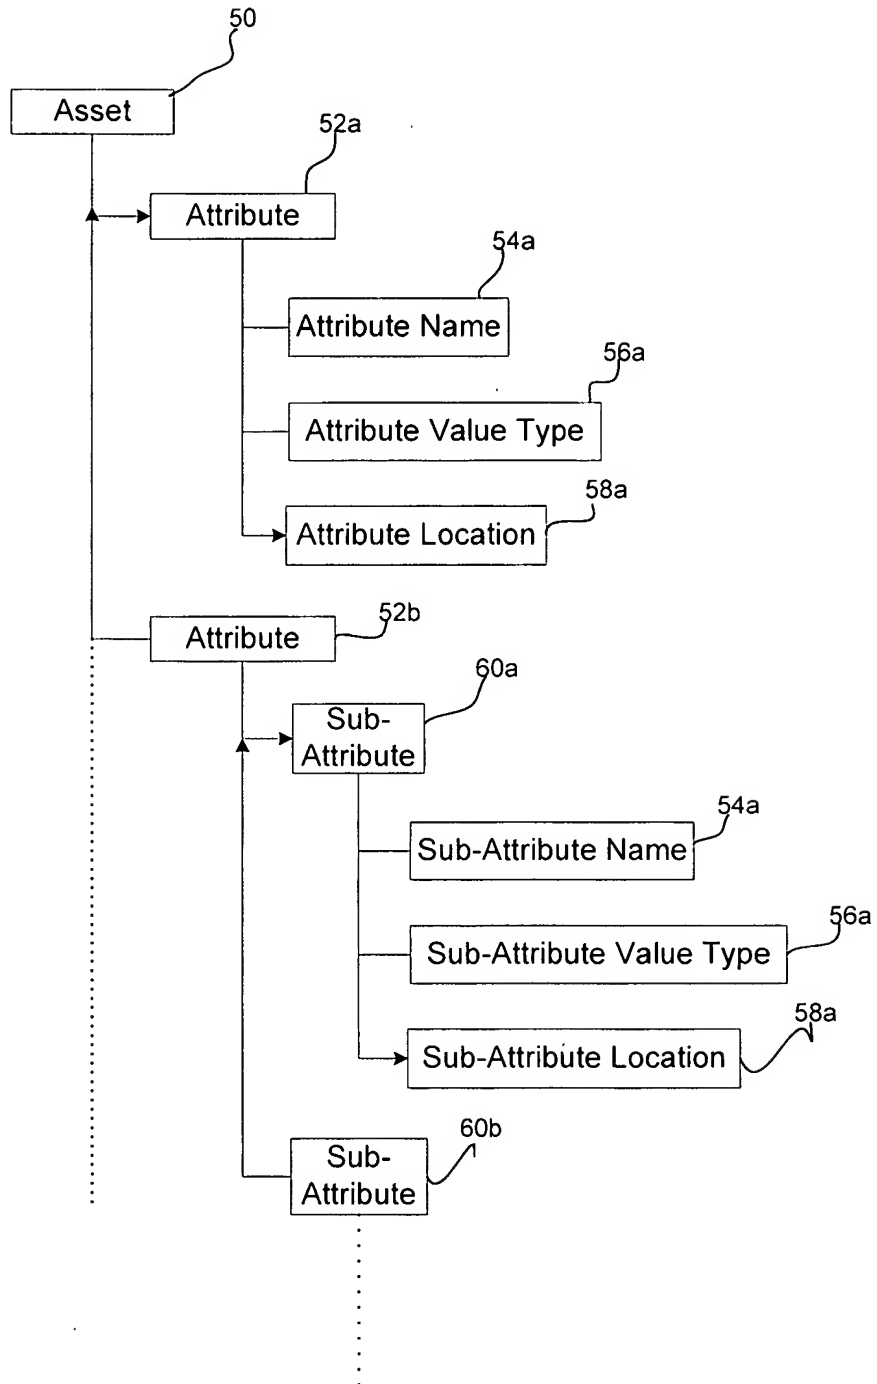 50
Asset
52a
Attribute
54a
Attribute Name
56a
Attribute Value Type
58a
Attribute Location
52b
Attribute
60a
Sub-
Attribute
54a
Sub-Attribute Name
56a
Sub-Attribute Value Type
58a
Sub-Attribute Location
60b
Sub-
Attribute